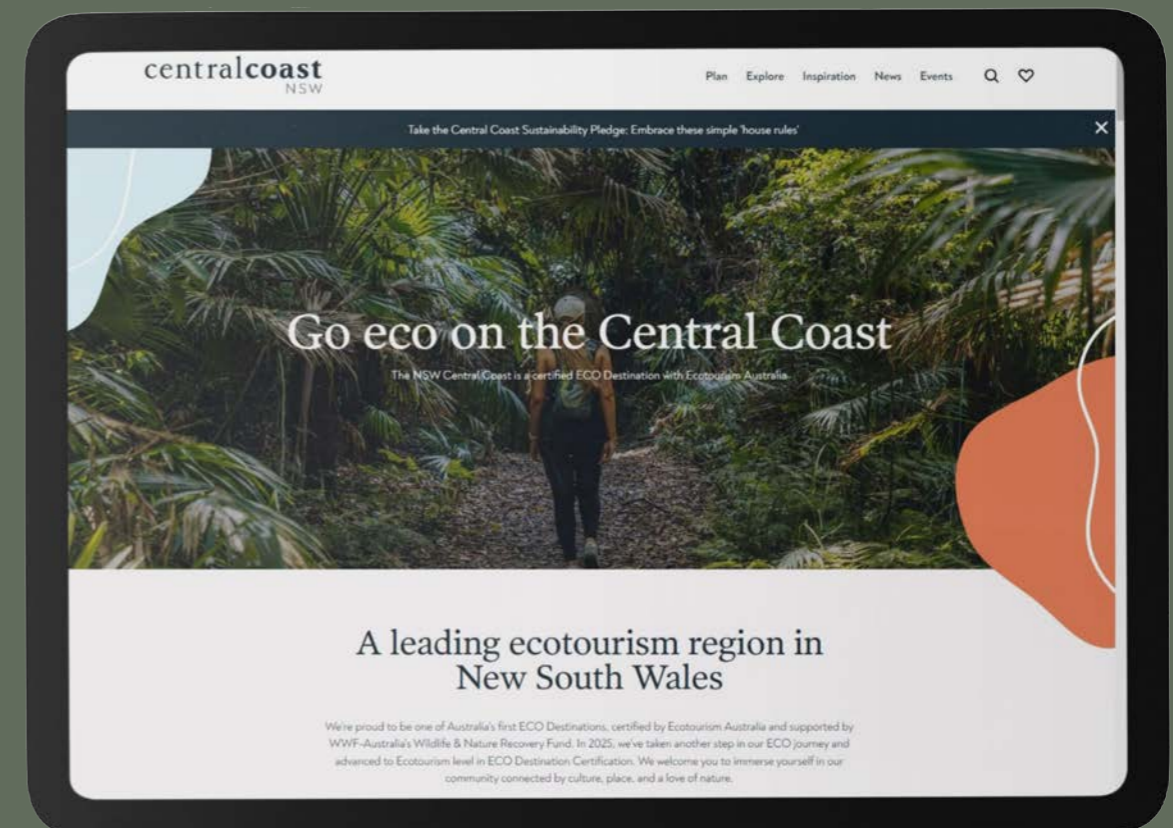 centralcoast
NSW
Plan Explore Inspiration News Events
Take the Central Coast Sustainability Pledge: Embrace these simple 'house rules'
Go eco on the Central Coast
The NSW Central Coast is a certified ECO Destination with Ecotourism Australia
A leading ecotourism region in
New South Wales
We're proud to be one of Australia's first ECO Destinations, certified by Ecotourism Australia and supported by
WWF-Australia's Wildlife & Nature Recovery Fund. In 2025, we've taken another step in our ECO journey and
advanced to Ecotourism level in ECO Destination Certification. We welcome you to immerse yourself in our
community connected by culture, place, and a love of nature.